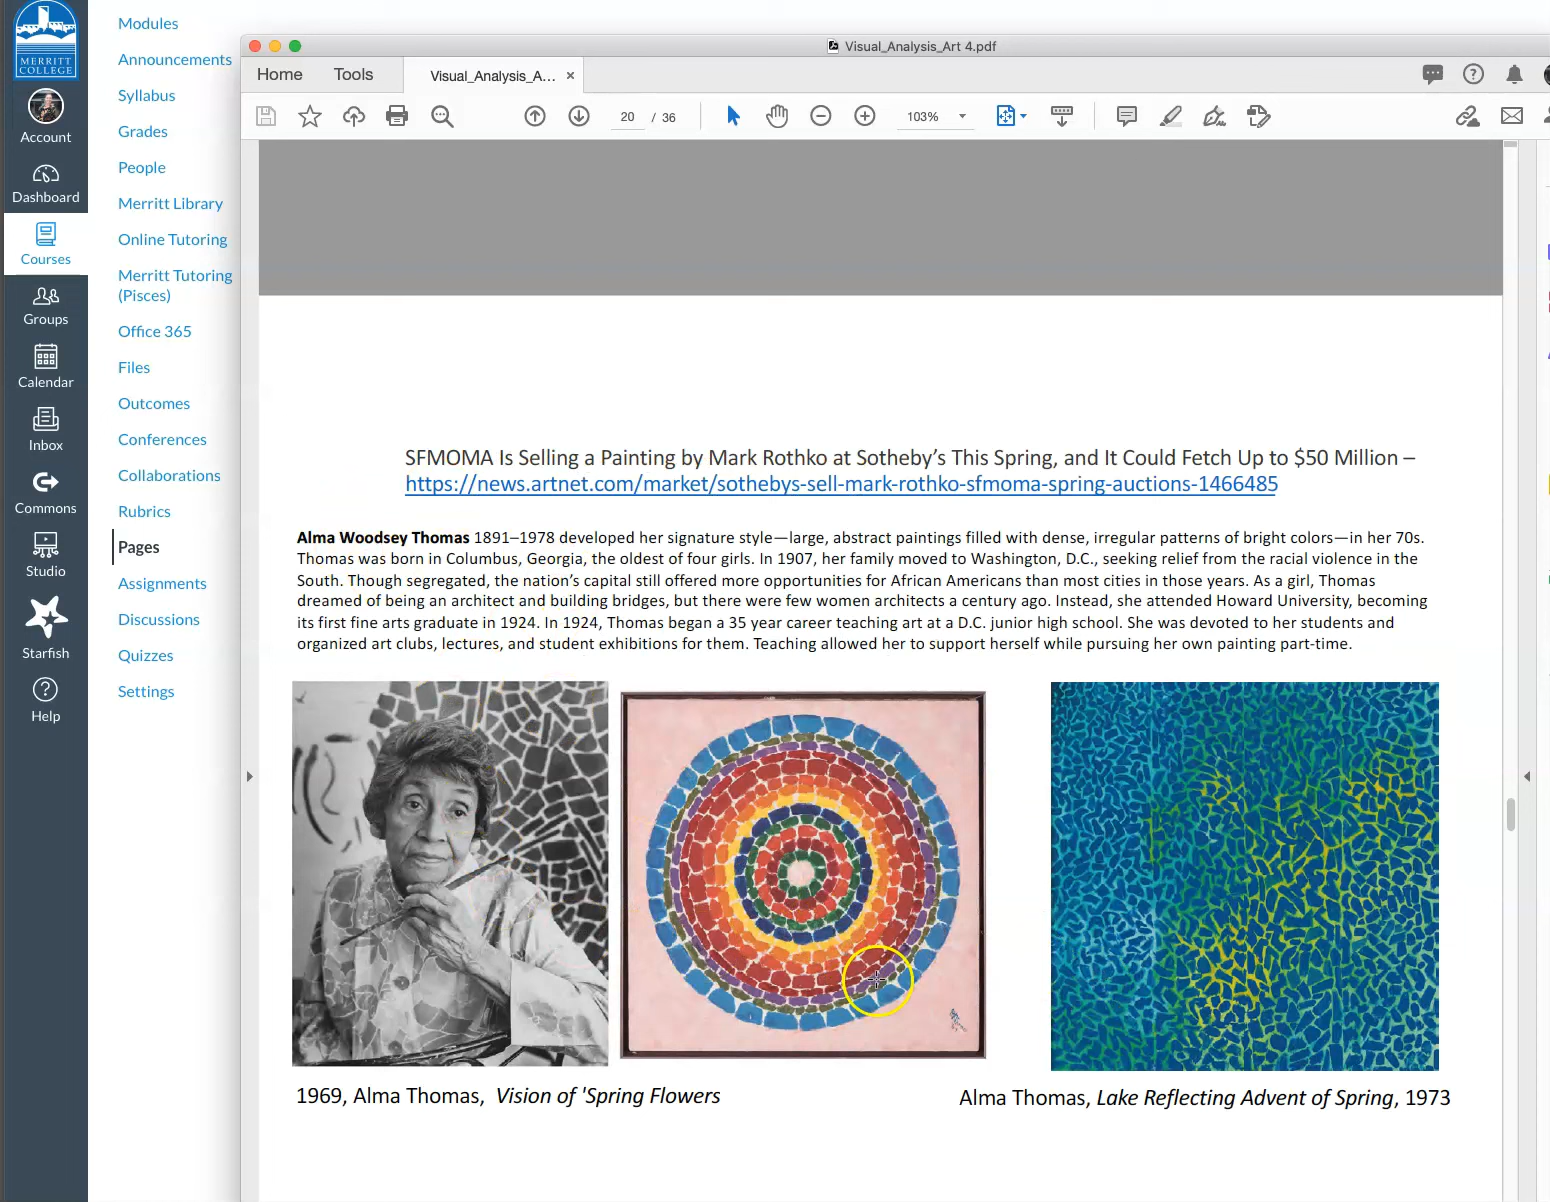 MERRITT
COLLEGE
Account
Dashboard
Courses
Groups
Calendar
Inbox
Commons
Studio
Starfish
Help
Modules
Announcements
Syllabus
Grades
People
Merritt Library
Online Tutoring
Merritt Tutoring
(Pisces)
Office 365
Files
Outcomes
Conferences
Collaborations
Rubrics
Pages
Assignments
Discussions
Quizzes
Settings
Visual_Analysis_Art 4.pdf
Home Tools Visual_Analysis_A... ×
20 / 36 103%
SFMOMA Is Selling a Painting by Mark Rothko at Sotheby's This Spring, and It Could Fetch Up to $50 Million –
https://news.artnet.com/market/sothebys-sell-mark-rothko-sfmoma-spring-auctions-1466485
Alma Woodsey Thomas 1891–1978 developed her signature style—large, abstract paintings filled with dense, irregular patterns of bright colors—in her 70s.
Thomas was born in Columbus, Georgia, the oldest of four girls. In 1907, her family moved to Washington, D.C., seeking relief from the racial violence in the
South. Though segregated, the nation's capital still offered more opportunities for African Americans than most cities in those years. As a girl, Thomas
dreamed of being an architect and building bridges, but there were few women architects a century ago. Instead, she attended Howard University, becoming
its first fine arts graduate in 1924. In 1924, Thomas began a 35 year career teaching art at a D.C. junior high school. She was devoted to her students and
organized art clubs, lectures, and student exhibitions for them. Teaching allowed her to support herself while pursuing her own painting part-time.
1969, Alma Thomas, Vision of 'Spring Flowers
Alma Thomas, Lake Reflecting Advent of Spring, 1973